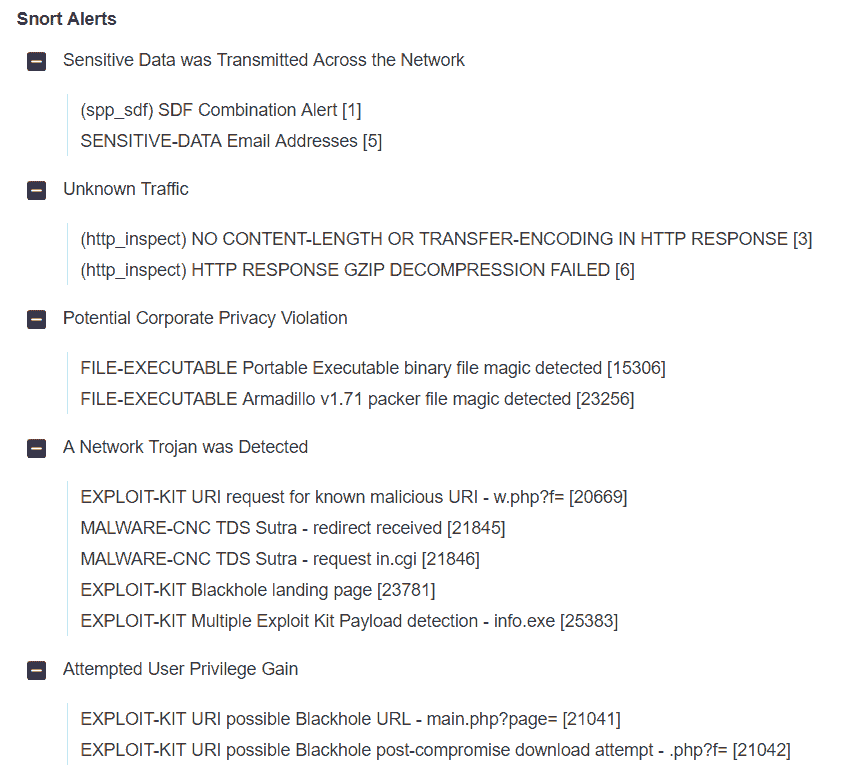 Snort Alerts
Sensitive Data was Transmitted Across the Network
(spp_sdf) SDF Combination Alert [1]
SENSITIVE-DATA Email Addresses [5]
Unknown Traffic
(http_inspect) NO CONTENT-LENGTH OR TRANSFER-ENCODING IN HTTP RESPONSE [3]
(http_inspect) HTTP RESPONSE GZIP DECOMPRESSION FAILED [6]
Potential Corporate Privacy Violation
FILE-EXECUTABLE Portable Executable binary file magic detected [15306]
FILE-EXECUTABLE Armadillo v1.71 packer file magic detected [23256]
A Network Trojan was Detected
EXPLOIT-KIT URI request for known malicious URI - w.php?f= [20669]
MALWARE-CNC TDS Sutra - redirect received [21845]
MALWARE-CNC TDS Sutra - request in.cgi [21846]
EXPLOIT-KIT Blackhole landing page [23781]
EXPLOIT-KIT Multiple Exploit Kit Payload detection - info.exe [25383]
Attempted User Privilege Gain
EXPLOIT-KIT URI possible Blackhole URL - main.php?page= [21041]
EXPLOIT-KIT URI possible Blackhole post-compromise download attempt - .php?f= [21042]